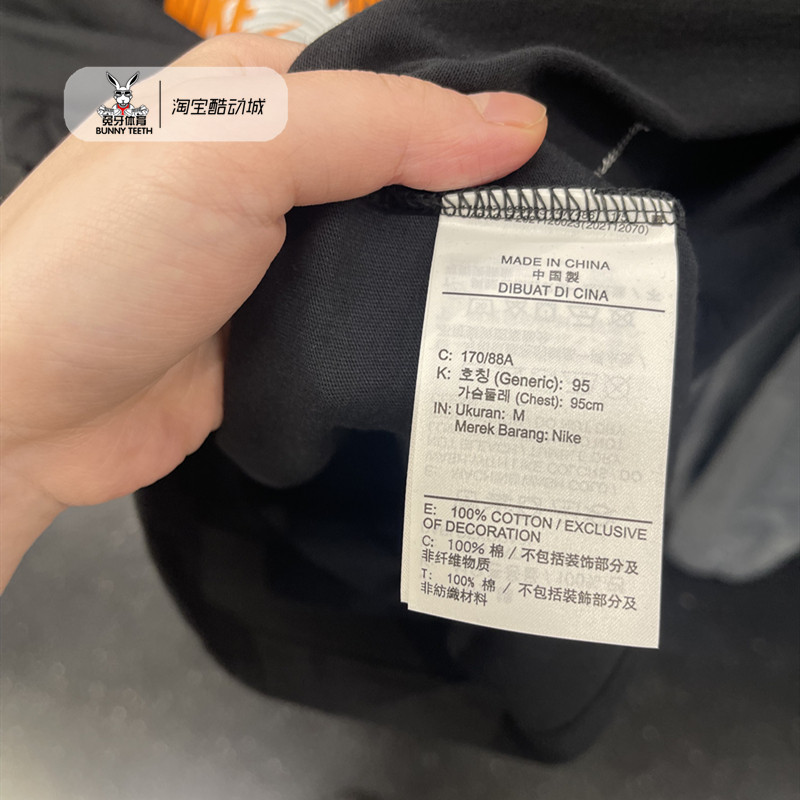 兔牙体育
BUNNY TEETH
淘宝酷动城
MADE IN CHINA
中国製
DIBUAT DI CINA
C: 170/88A
K: 호칭 (Generic): 95
가슴둘레 (Chest): 95cm
IN: Ukuran: M
Merek Barang: Nike
E: 100% COTTON / EXCLUSIVE
OF DECORATION
C: 100% 棉 / 不包括装饰部分及
非纤维物质
T: 100% 棉 / 不包括裝飾部分及
非紡織材料